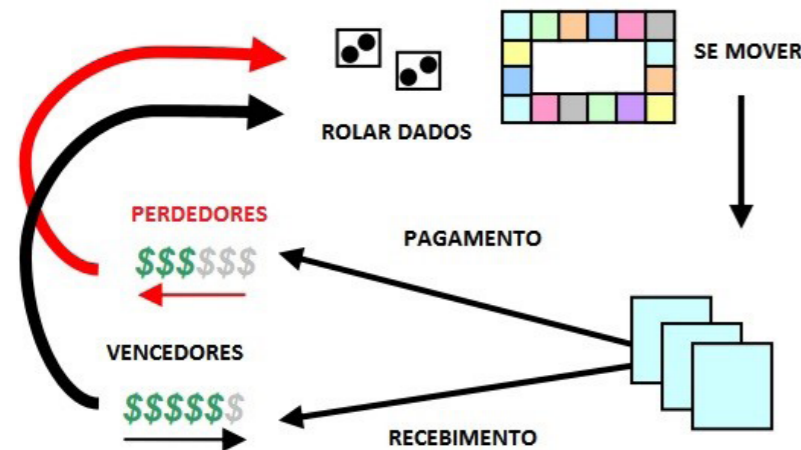 SE MOVER
ROLAR DADOS
PERDEDORES
PAGAMENTO
$$$$$$
VENCEDORES
$$$$$$
RECEBIMENTO